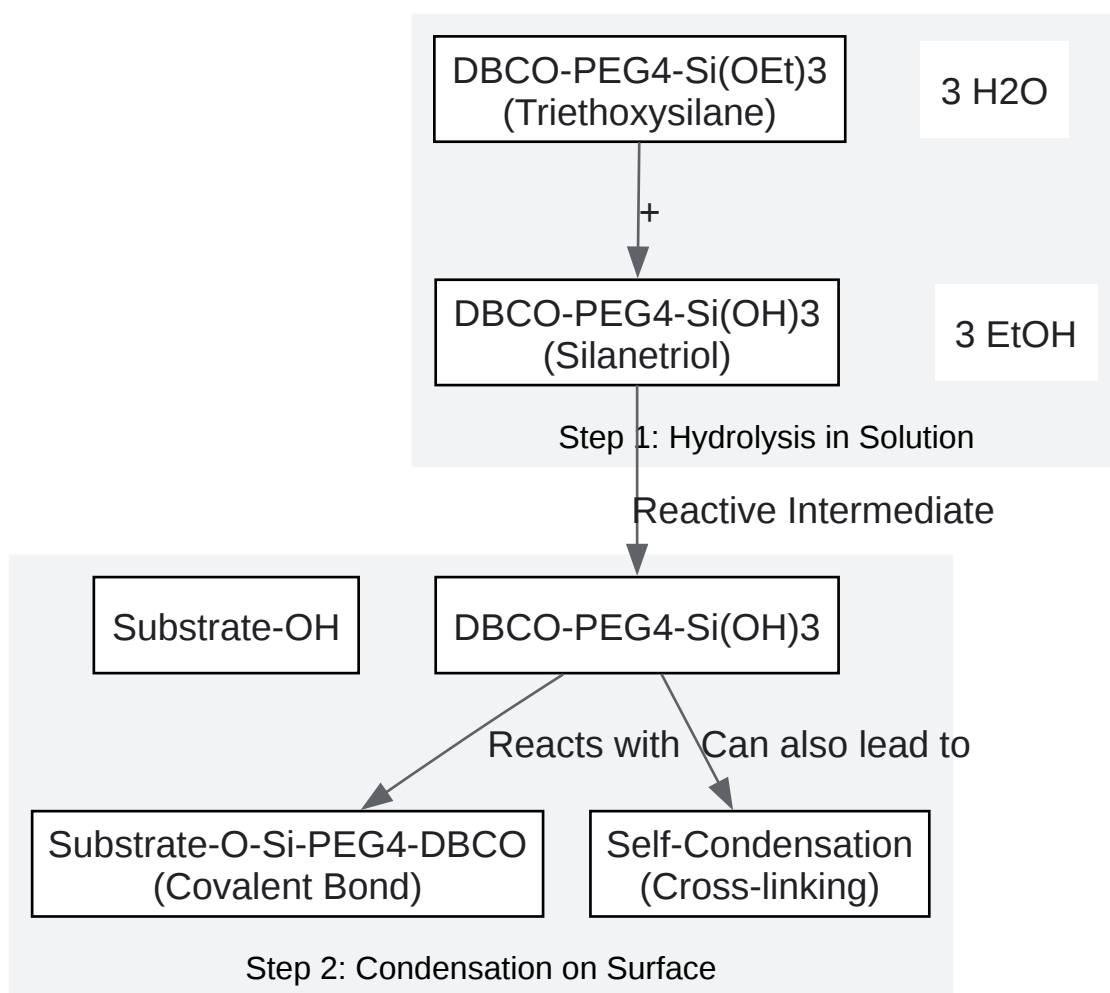 DBCO-PEG4-Si(OEt)3
(Triethoxysilane)
3 H2O
+
DBCO-PEG4-Si(OH)3
(Silanetriol)
3 EtOH
Step 1: Hydrolysis in Solution
Reactive Intermediate
Substrate-OH
DBCO-PEG4-Si(OH)3
Reacts with
Can also lead to
Substrate-O-Si-PEG4-DBCO
(Covalent Bond)
Self-Condensation
(Cross-linking)
Step 2: Condensation on Surface